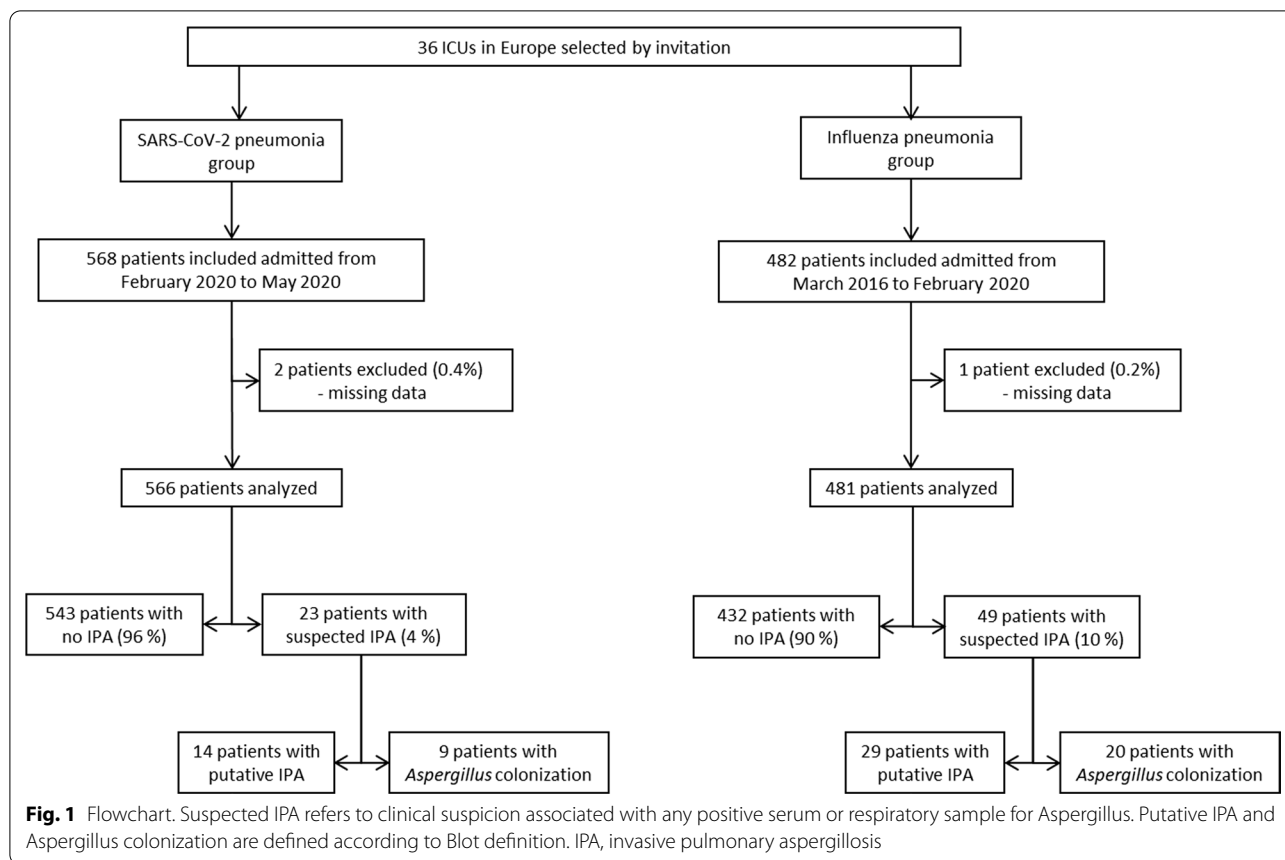 36 ICUs in Europe selected by invitation
SARS-CoV-2 pneumonia
group
Influenza pneumonia
group
568 patients included admitted from
February 2020 to May 2020
482 patients included admitted from
March 2016 to February 2020
2 patients excluded (0.4%)
- missing data
1 patient excluded (0.2%)
- missing data
566 patients analyzed
481 patients analyzed
543 patients with
no IPA (96 %)
23 patients with
suspected IPA (4 %)
432 patients with
no IPA (90 %)
49 patients with
suspected IPA (10 %)
14 patients with
putative IPA
9 patients with
Aspergillus colonization
29 patients with
putative IPA
20 patients with
Aspergillus colonization
Fig. 1 Flowchart. Suspected IPA refers to clinical suspicion associated with any positive serum or respiratory sample for Aspergillus. Putative IPA and
Aspergillus colonization are defined according to Blot definition. IPA, invasive pulmonary aspergillosis